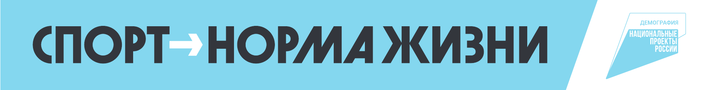 СПОРТ→НОРМА ЖИЗНИ
ДЕМОГРАФИЯ
НАЦИОНАЛЬНЫЕ
ПРОЕКТЫ
РОССИИ